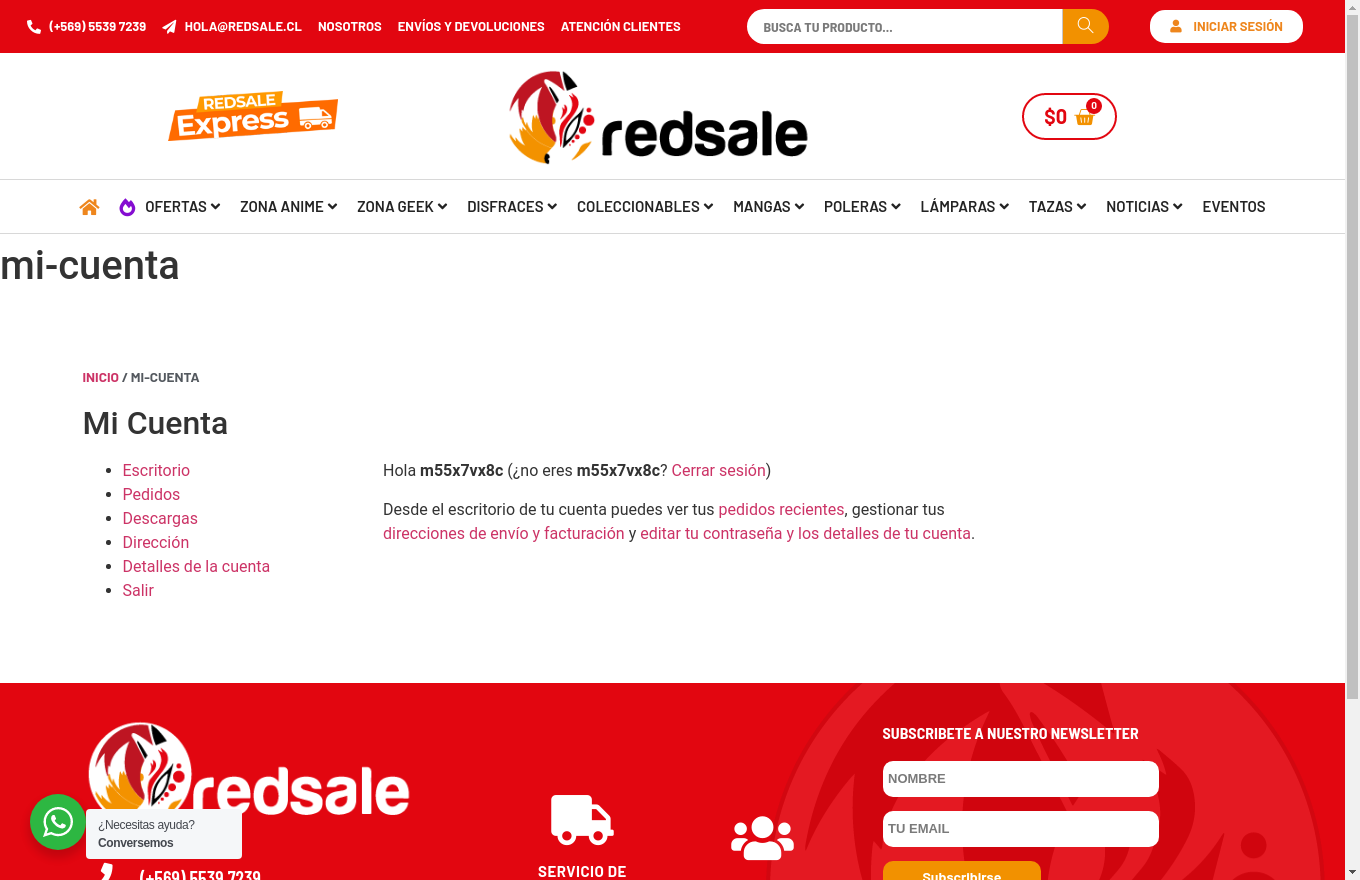 (+569) 5539 7239 HOLA@REDSALE.CL NOSOTROS ENVÍOS Y DEVOLUCIONES ATENCIÓN CLIENTES BUSCA TU PRODUCTO... INICIAR SESIÓN
REDSALE
Express
redsale
$0 0
OFERTAS ZONA ANIME ZONA GEEK DISFRACES COLECCIONABLES MANGAS POLERAS LÁMPARAS TAZAS NOTICIAS EVENTOS
mi-cuenta
INICIO / MI-CUENTA
Mi Cuenta
Escritorio
Pedidos
Descargas
Dirección
Detalles de la cuenta
Salir
Hola m55x7vx8c (¿no eres m55x7vx8c? Cerrar sesión)
Desde el escritorio de tu cuenta puedes ver tus pedidos recientes, gestionar tus
direcciones de envío y facturación y editar tu contraseña y los detalles de tu cuenta.
redsale
¿Necesitas ayuda?
Conversemos
(+569) 5539 7239
SERVICIO DE
SUBSCRIBETE A NUESTRO NEWSLETTER
NOMBRE
TU EMAIL
Subscribirse